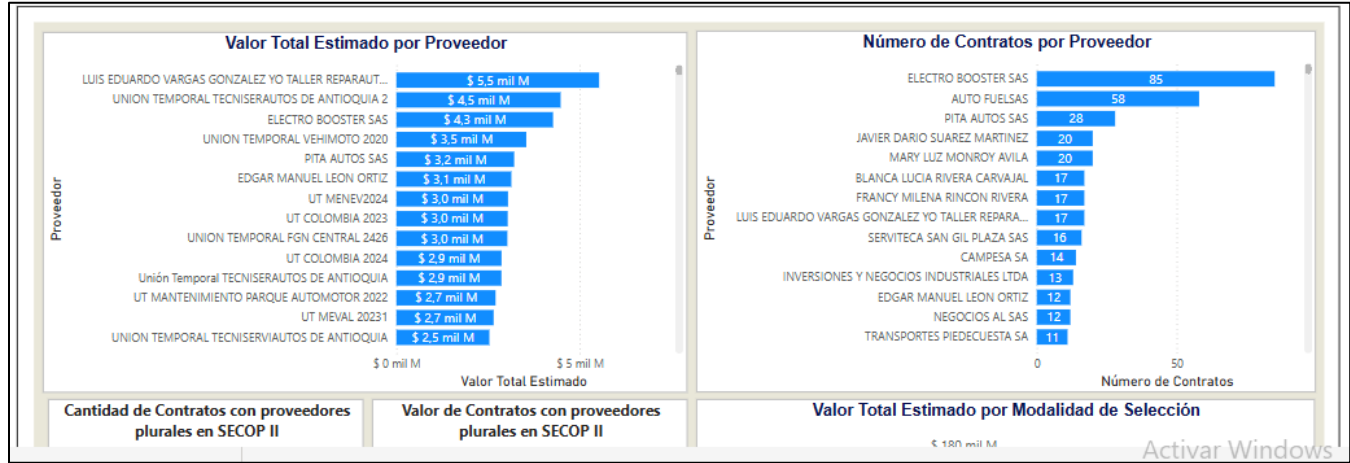 Valor Total Estimado por Proveedor
Proveedor
LUIS EDUARDO VARGAS GONZALEZ YO TALLER REPARAUT... $ 5,5 mil M
UNION TEMPORAL TECNISERAUTOS DE ANTIOQUIA 2 $ 4,5 mil M
ELECTRO BOOSTER SAS $ 4,3 mil M
UNION TEMPORAL VEHIMOTO 2020 $ 3,5 mil M
PITA AUTOS SAS $ 3,2 mil M
EDGAR MANUEL LEON ORTIZ $ 3,1 mil M
UT MENEV2024 $ 3,0 mil M
UT COLOMBIA 2023 $ 3,0 mil M
UNION TEMPORAL FGN CENTRAL 2426 $ 3,0 mil M
UT COLOMBIA 2024 $ 2,9 mil M
Unión Temporal TECNISERAUTOS DE ANTIOQUIA $ 2,9 mil M
UT MANTENIMIENTO PARQUE AUTOMOTOR 2022 $ 2,7 mil M
UT MEVAL 20231 $ 2,7 mil M
UNION TEMPORAL TECNISERVIAUTOS DE ANTIOQUIA $ 2,5 mil M
$ 0 mil M $ 5 mil M
Valor Total Estimado
Número de Contratos por Proveedor
Proveedor
ELECTRO BOOSTER SAS 85
AUTO FUELSAS 58
PITA AUTOS SAS 28
JAVIER DARIO SUAREZ MARTINEZ 20
MARY LUZ MONROY AVILA 20
BLANCA LUCIA RIVERA CARVAJAL 17
FRANCY MILENA RINCON RIVERA 17
LUIS EDUARDO VARGAS GONZALEZ YO TALLER REPARA... 17
SERVITECA SAN GIL PLAZA SAS 16
CAMPESA SA 14
INVERSIONES Y NEGOCIOS INDUSTRIALES LTDA 13
EDGAR MANUEL LEON ORTIZ 12
NEGOCIOS AL SAS 12
TRANSPORTES PIEDECUESTA SA 11
0 50
Número de Contratos
Cantidad de Contratos con proveedores
plurales en SECOP II
Valor de Contratos con proveedores
plurales en SECOP II
Valor Total Estimado por Modalidad de Selección
$ 180 mil M
Activar Windows